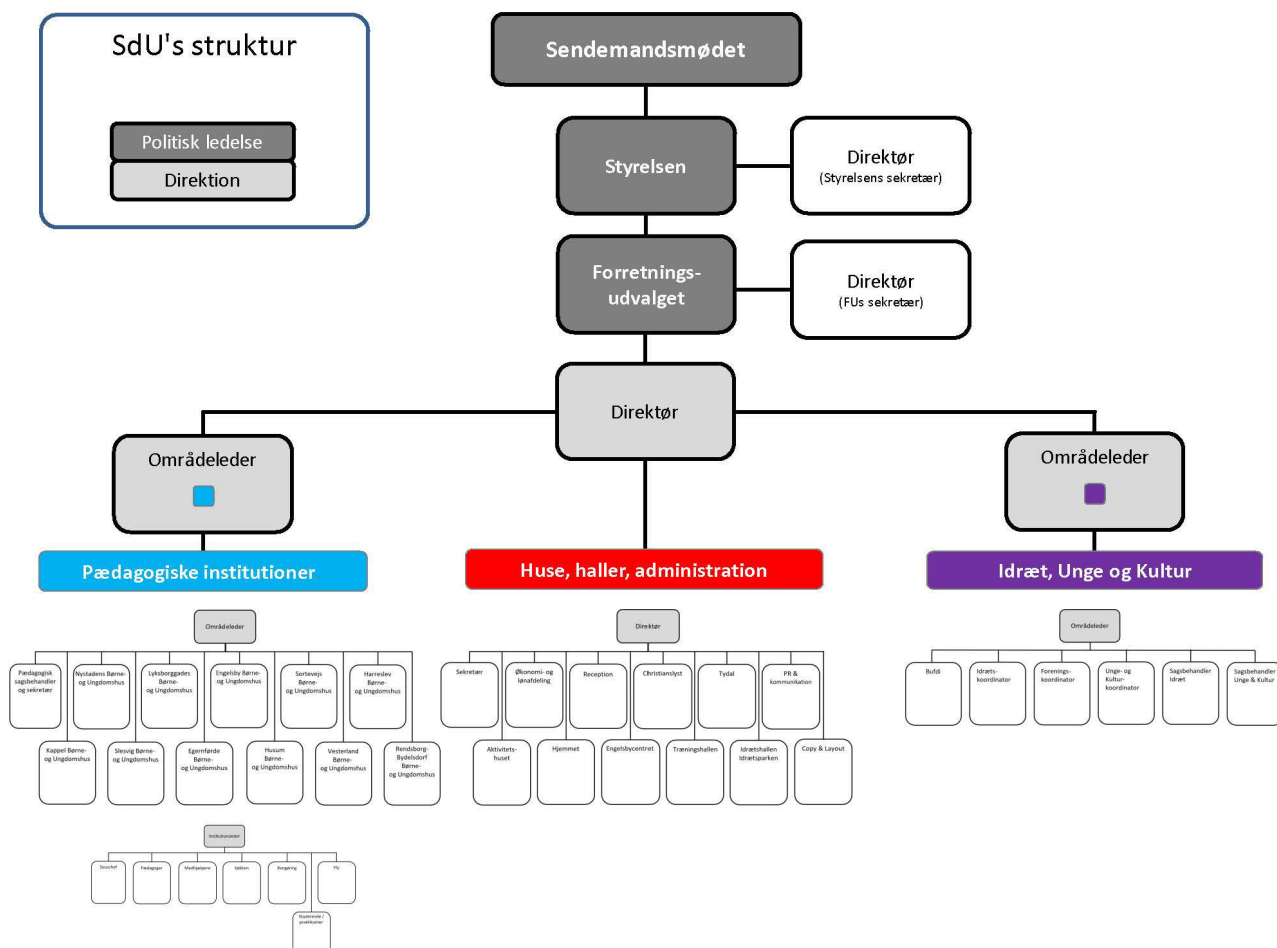 SdU's struktur
Politisk ledelse
Direktion
Sendemandsmødet
Styrelsen
Direktør
(Styrelsens sekretær)
Forretnings-
udvalget
Direktør
(FUs sekretær)
Direktør
Områdeleder
Områdeleder
Pædagogiske institutioner
Huse, haller, administration
Idræt, Unge og Kultur
Områdeleder
Pædagogisk
sagsbehandler
og sekretær
Nystadens Børne-
og Ungdomshus
Lyksborggades
Børne-
og Ungdomshus
Engelsby Børne-
og Ungdomshus
Sortevejs
Børne-
og Ungdomshus
Harreslev
Børne-
og Ungdomshus
Kappel Børne-
og Ungdomshus
Slesvig Børne-
og Ungdomshus
Egernførde
Børne-
og Ungdomshus
Husum
Børne-
og Ungdomshus
Vesterland
Børne-
og Ungdomshus
Rendsborg-
Bydelsdorf
Børne-
og Ungdomshus
Institutionsleder
Souschef
Pædagoger
Medhjælpere
Køkken
Rengøring
FSJ
Studerende /
praktikanter
Direktør
Sekretær
Økonomi- og
lønafdeling
Reception
Christianslyst
Tydal
PR &
kommunikation
Aktivitets-
huset
Hjemmet
Engelsbycentret
Træningshallen
Idrætshallen
Idrætsparken
Copy & Layout
Områdeleder
Bufdi
Idræts-
koordinator
Forenings-
koordinator
Unge- og
Kultur-
koordinator
Sagsbehandler
Idræt
Sagsbehandler
Unge & Kultur